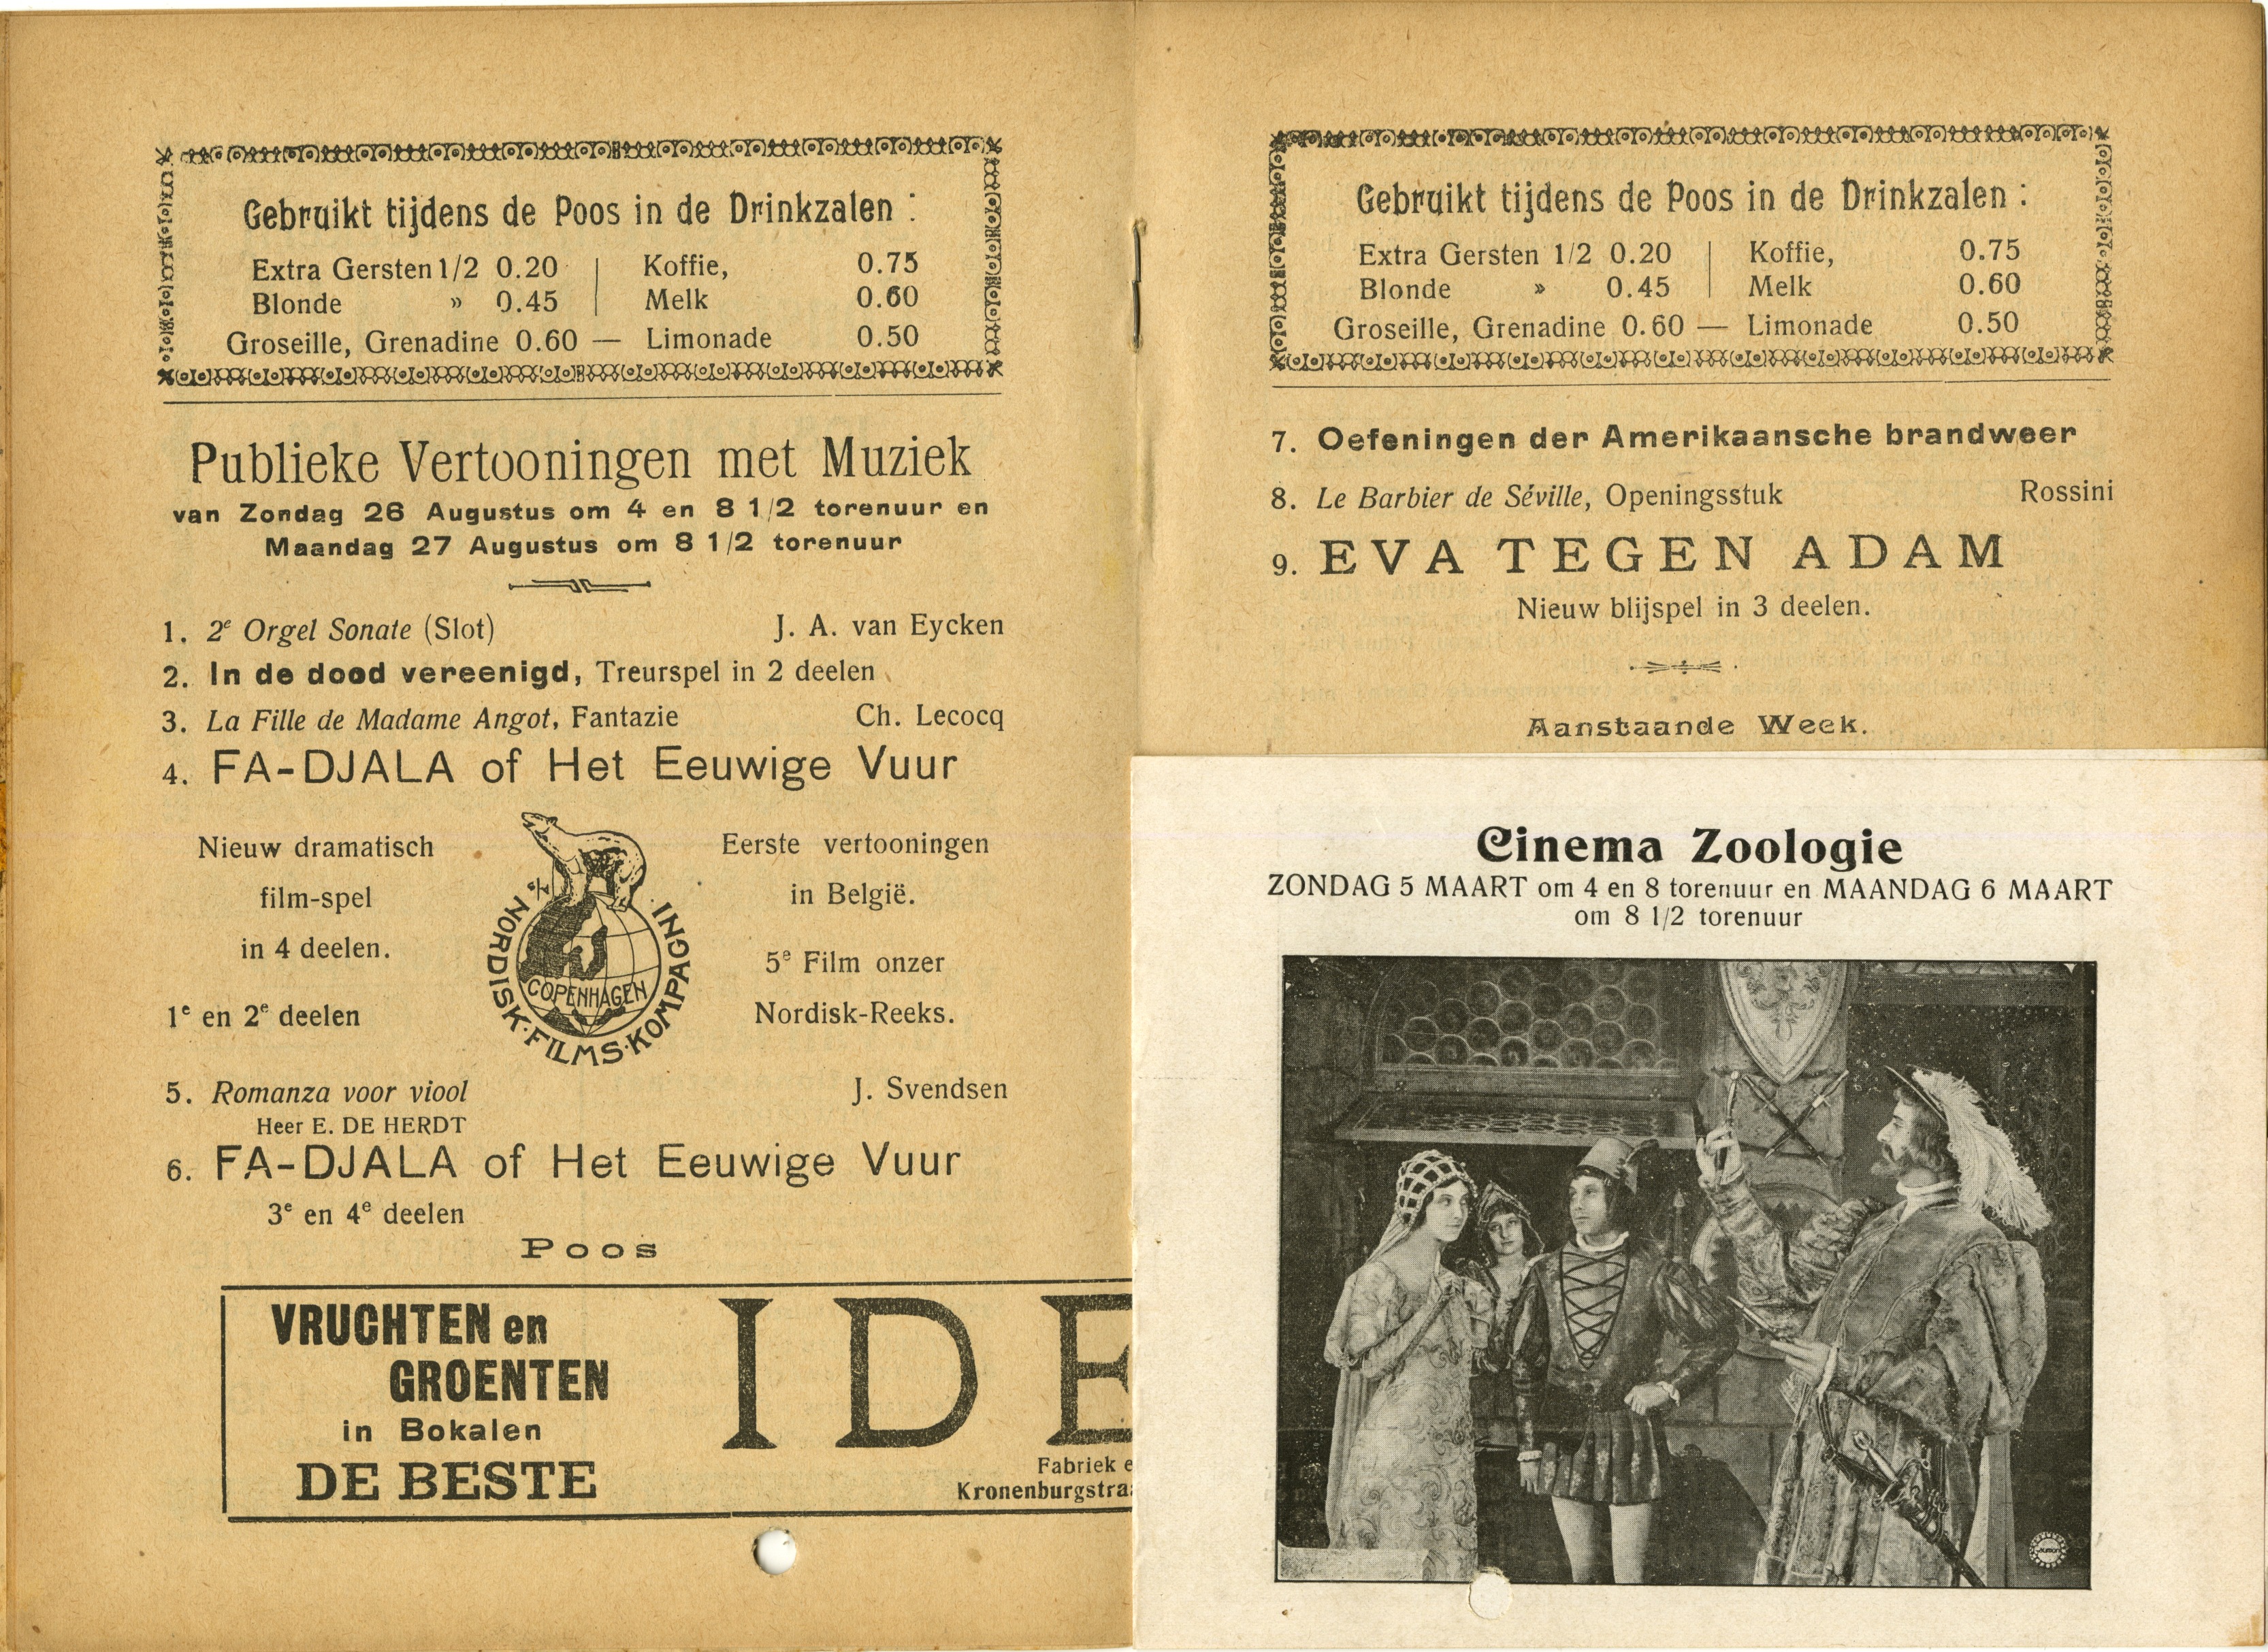 Gebruikt tijdens de Poos in de Drinkzalen :
Extra Gersten 1/2 0.20 | Koffie, 0.75
Blonde » 0.45 | Melk 0.60
Groseille, Grenadine 0.60 — Limonade 0.50
Publieke Vertooningen met Muziek
van Zondag 26 Augustus om 4 en 8 1/2 torenuur en
Maandag 27 Augustus om 8 1/2 torenuur
1. 2e Orgel Sonate (Slot) J. A. van Eycken
2. In de dood vereenigd, Treurspel in 2 deelen
3. La Fille de Madame Angot, Fantazie Ch. Lecocq
4. FA-DJALA of Het Eeuwige Vuur
Nieuw dramatisch
film-spel
in 4 deelen.
1e en 2e deelen
NORDISK·FILMS·KOMPAGNI
COPENHAGEN
Eerste vertooningen
in België.
5e Film onzer
Nordisk-Reeks.
5. Romanza voor viool J. Svendsen
Heer E. DE HERDT
6. FA-DJALA of Het Eeuwige Vuur
3e en 4e deelen
Poos
VRUCHTEN en
GROENTEN
in Bokalen
DE BESTE
IDE
Fabriek e
Kronenburgstra
Gebruikt tijdens de Poos in de Drinkzalen :
Extra Gersten 1/2 0.20 | Koffie, 0.75
Blonde » 0.45 | Melk 0.60
Groseille, Grenadine 0.60 — Limonade 0.50
7. Oefeningen der Amerikaansche brandweer
8. Le Barbier de Séville, Openingsstuk Rossini
9. EVA TEGEN ADAM
Nieuw blijspel in 3 deelen.
Aanstaande Week.
Cinema Zoologie
ZONDAG 5 MAART om 4 en 8 torenuur en MAANDAG 6 MAART
om 8 1/2 torenuur